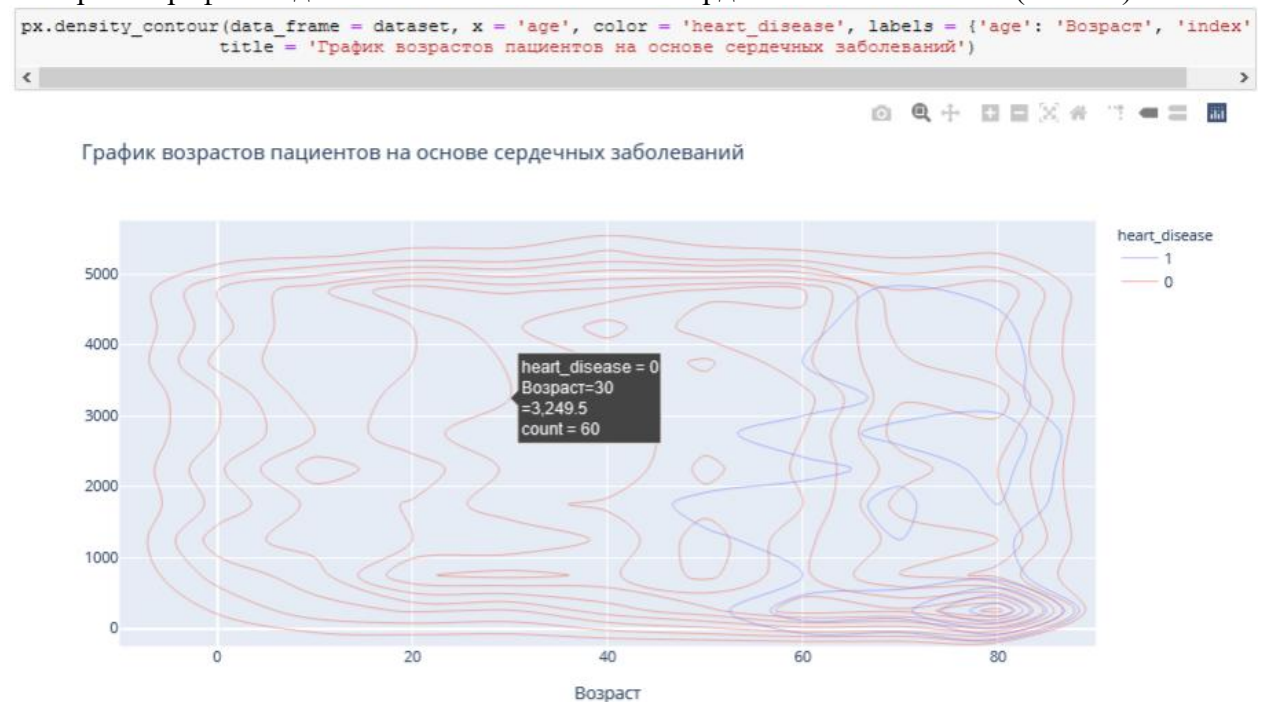 px.density_contour(data_frame = dataset, x = 'age', color = 'heart_disease', labels = {'age': 'Возраст', 'index'
title = 'График возрастов пациентов на основе сердечных заболеваний')
График возрастов пациентов на основе сердечных заболеваний
heart_disease
1
0
5000
4000
3000
2000
1000
0
heart_disease = 0
Возраст=30
=3,249.5
count = 60
0
20
40
60
80
Возраст